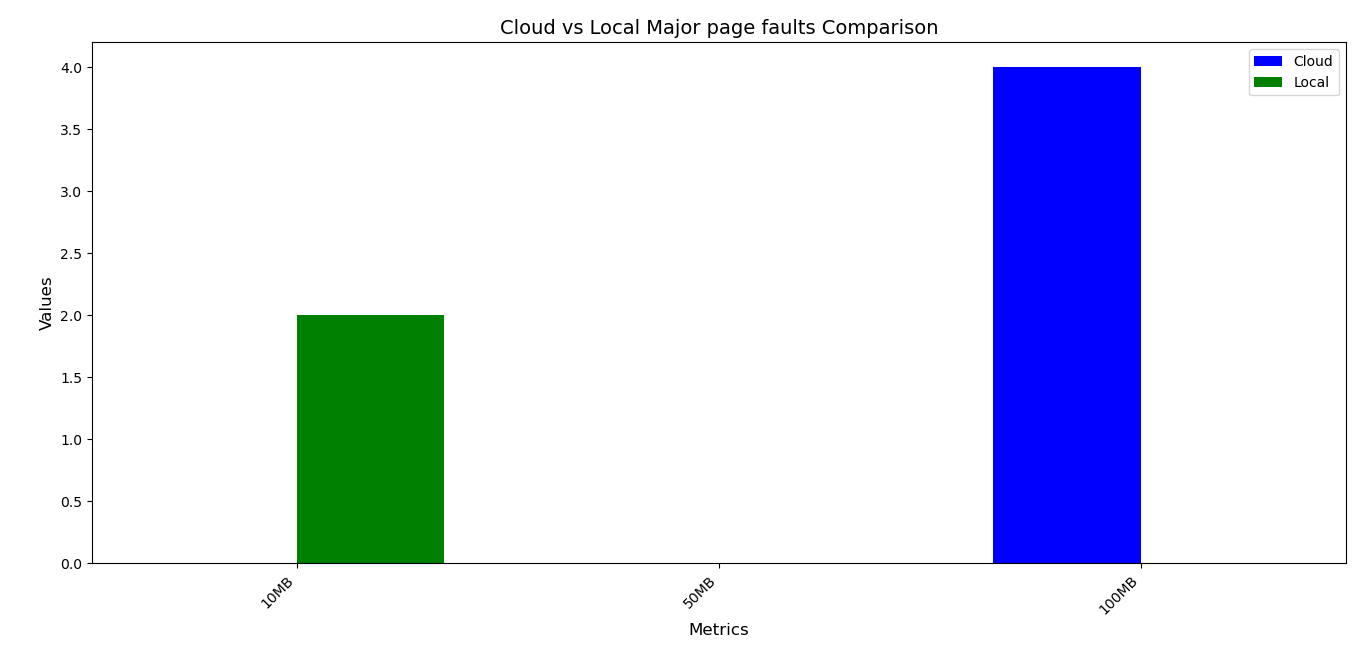 Cloud vs Local Major page faults Comparison
Cloud
Local
4.0
3.5
3.0
2.5
2.0
1.5
1.0
0.5
0.0
Values
10MB
50MB
100MB
Metrics